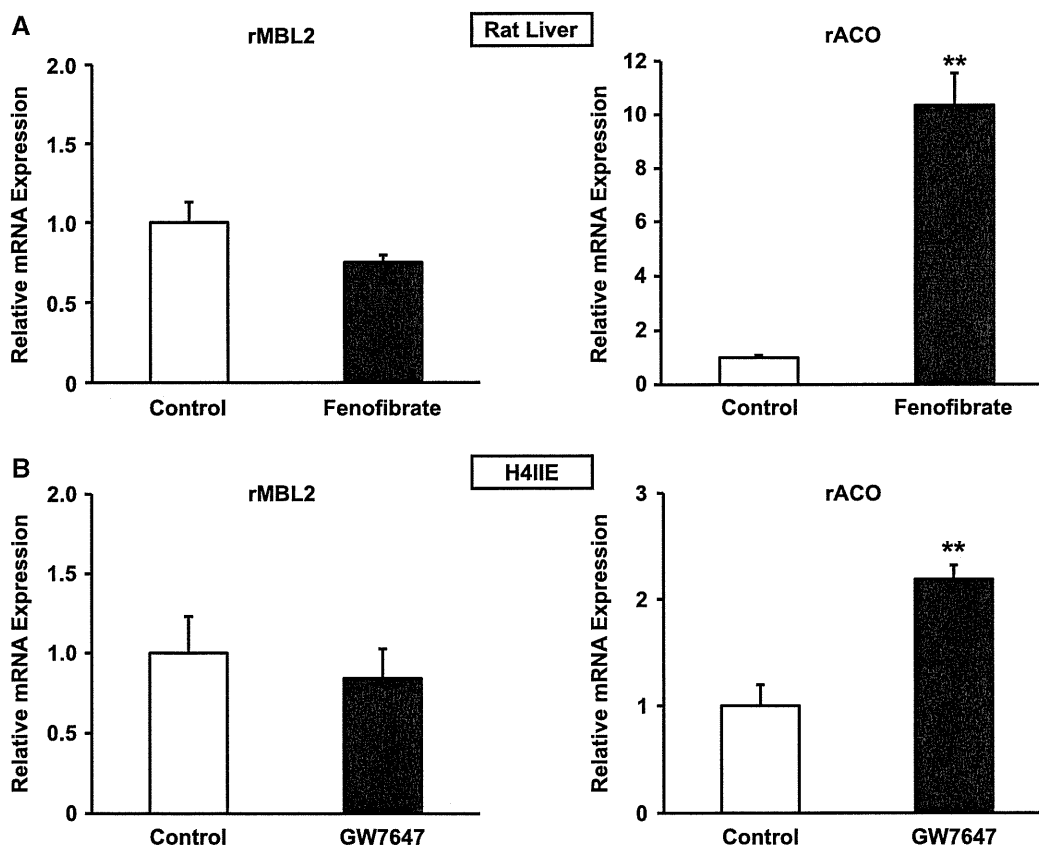 A
Rat Liver
rMBL2
Relative mRNA Expression
2.0
1.5
1.0
0.5
0
Control
Fenofibrate
rACO
Relative mRNA Expression
12
10
8
6
4
2
0
**
Control
Fenofibrate
B
H4IIE
rMBL2
Relative mRNA Expression
2.0
1.5
1.0
0.5
0
Control
GW7647
rACO
Relative mRNA Expression
3
2
1
0
**
Control
GW7647